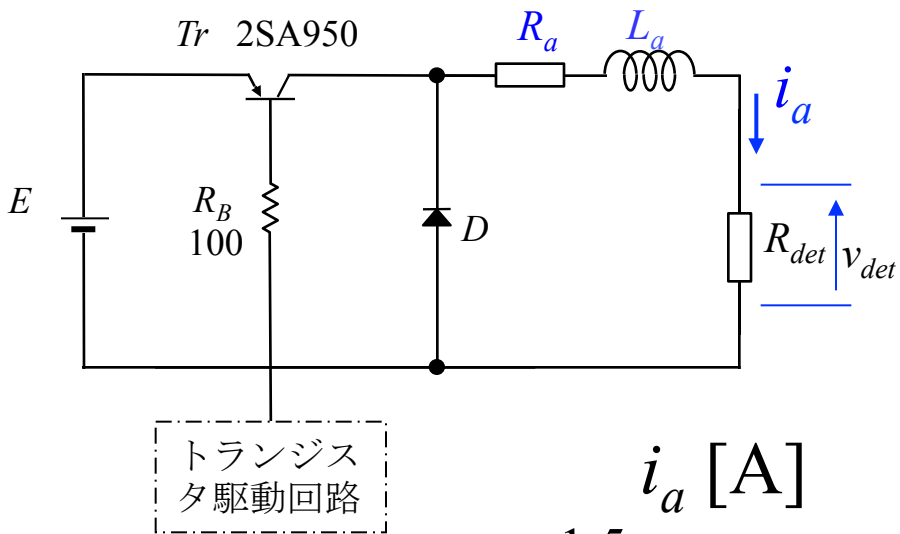 Tr 2SA950
R_a
L_a
i_a
E
R_B
100
D
R_det
v_det
トランジス
タ駆動回路
i_a [A]